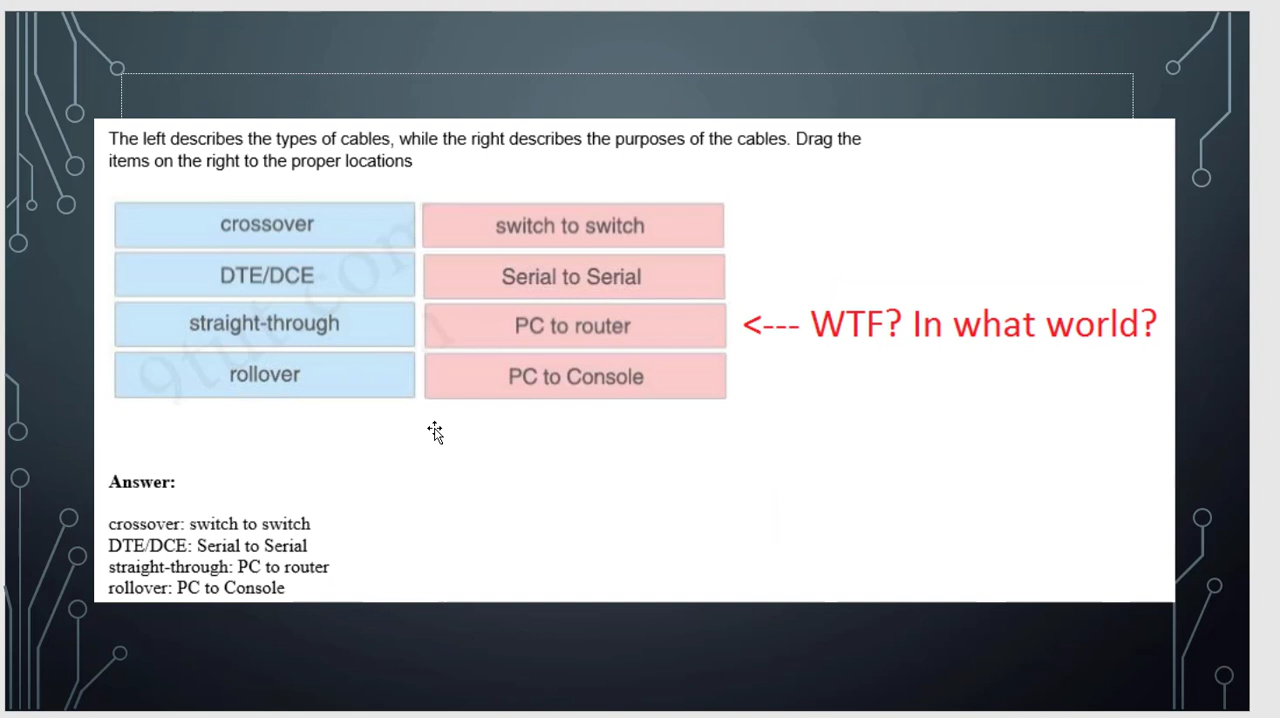 The left describes the types of cables, while the right describes the purposes of the cables. Drag the
items on the right to the proper locations
crossover switch to switch
DTE/DCE Serial to Serial
straight-through PC to router <--- WTF? In what world?
rollover PC to Console
Answer:
crossover: switch to switch
DTE/DCE: Serial to Serial
straight-through: PC to router
rollover: PC to Console